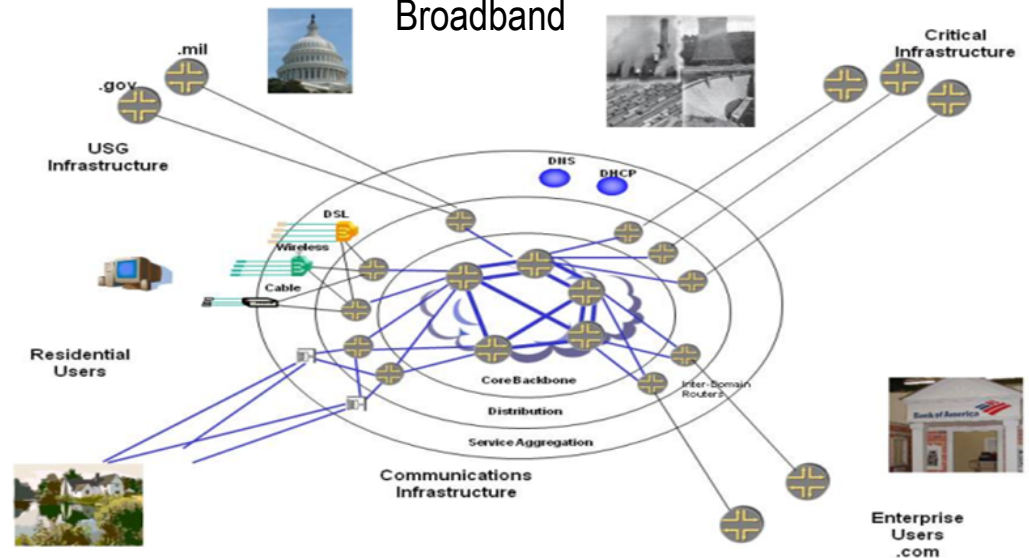 Broadband
.mil
.gov
USG
Infrastructure
Critical
Infrastructure
DNS
DHCP
DSL
Wireless
Cable
Residential
Users
Core Backbone
Distribution
Service Aggregation
Inter-Domain
Routers
Bank of America
Communications
Infrastructure
Enterprise
Users
.com